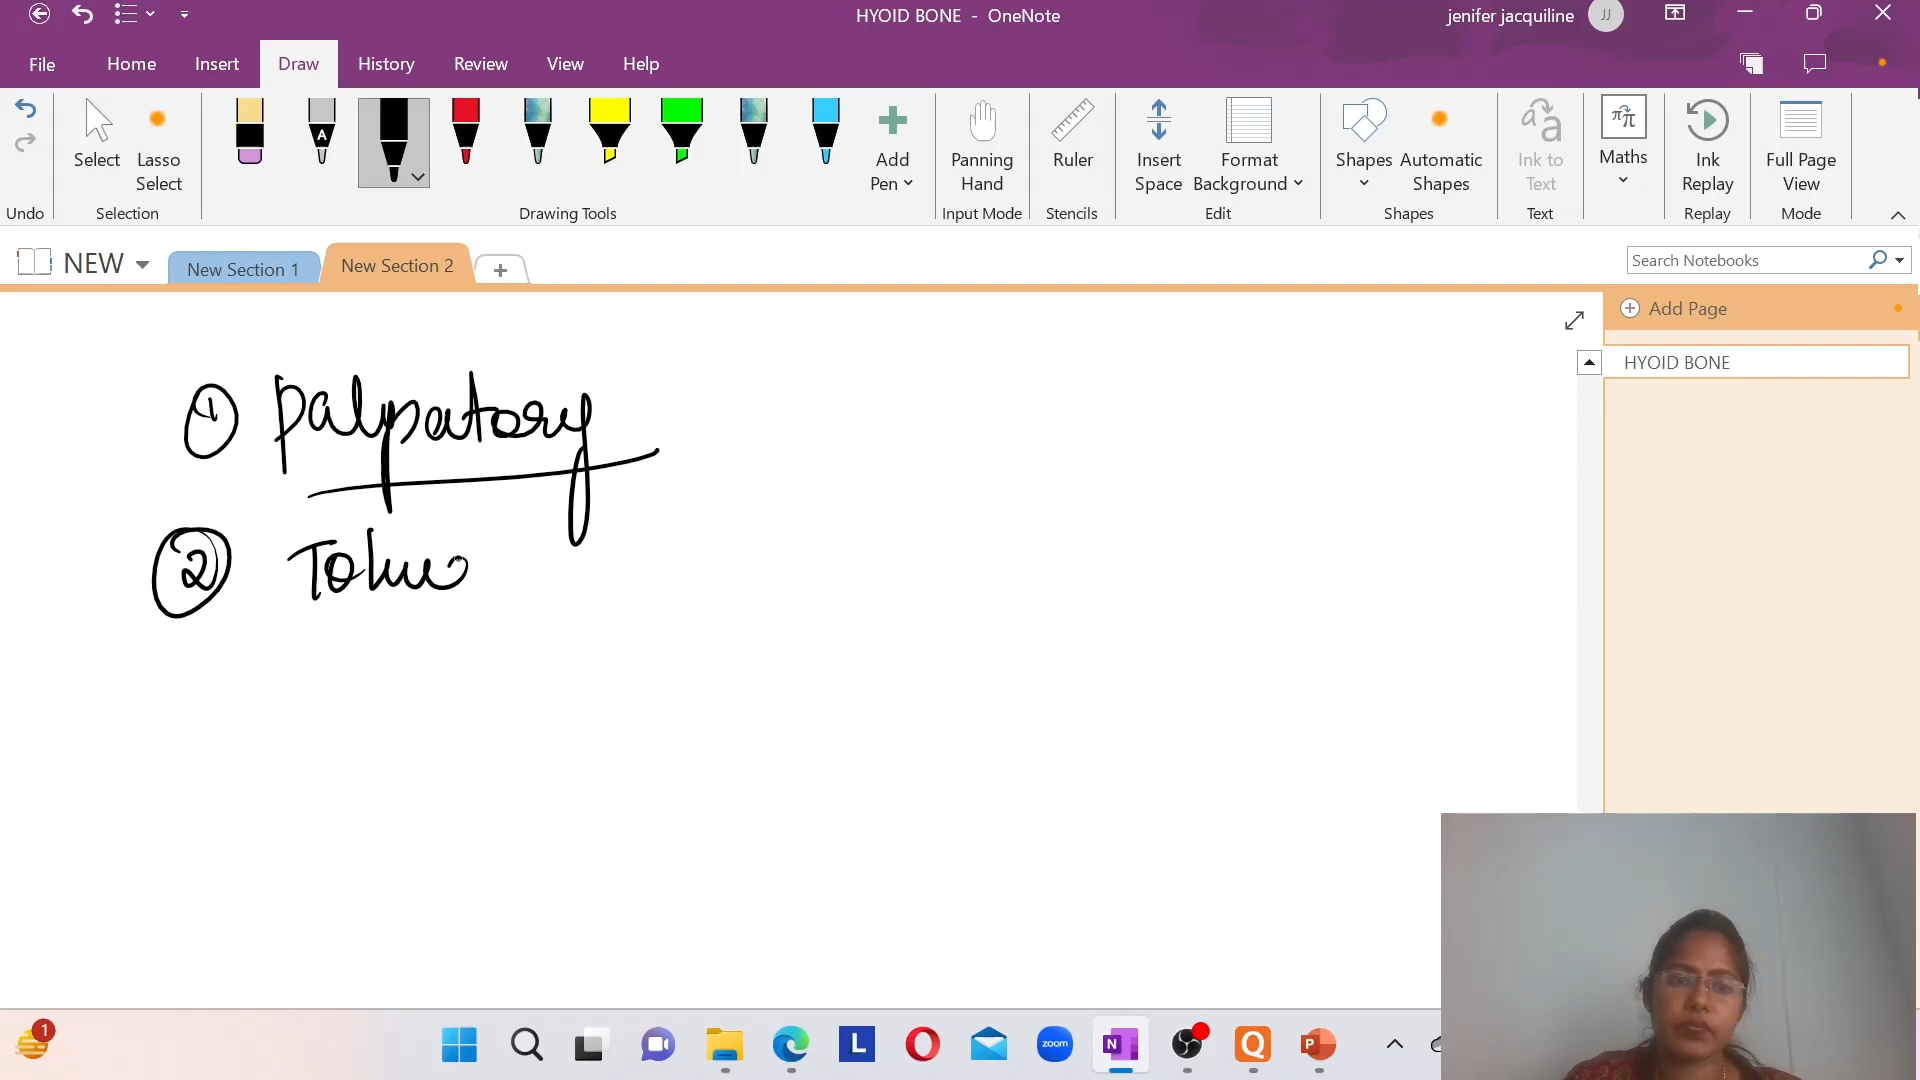 HYOID BONE - OneNote
jenifer jacquiline JJ
File Home Insert Draw History Review View Help
A
Select Lasso Select
Add Pen
Panning Hand
Ruler
Insert Space
Format Background
Shapes
Automatic Shapes
Ink to Text
Maths
Ink Replay
Full Page View
Undo Selection Drawing Tools Input Mode Stencils Edit Shapes Text Replay Mode
NEW New Section 1 New Section 2
Search Notebooks
Add Page
HYOID BONE
1 Palpatory
2
1
L zoom N Q P